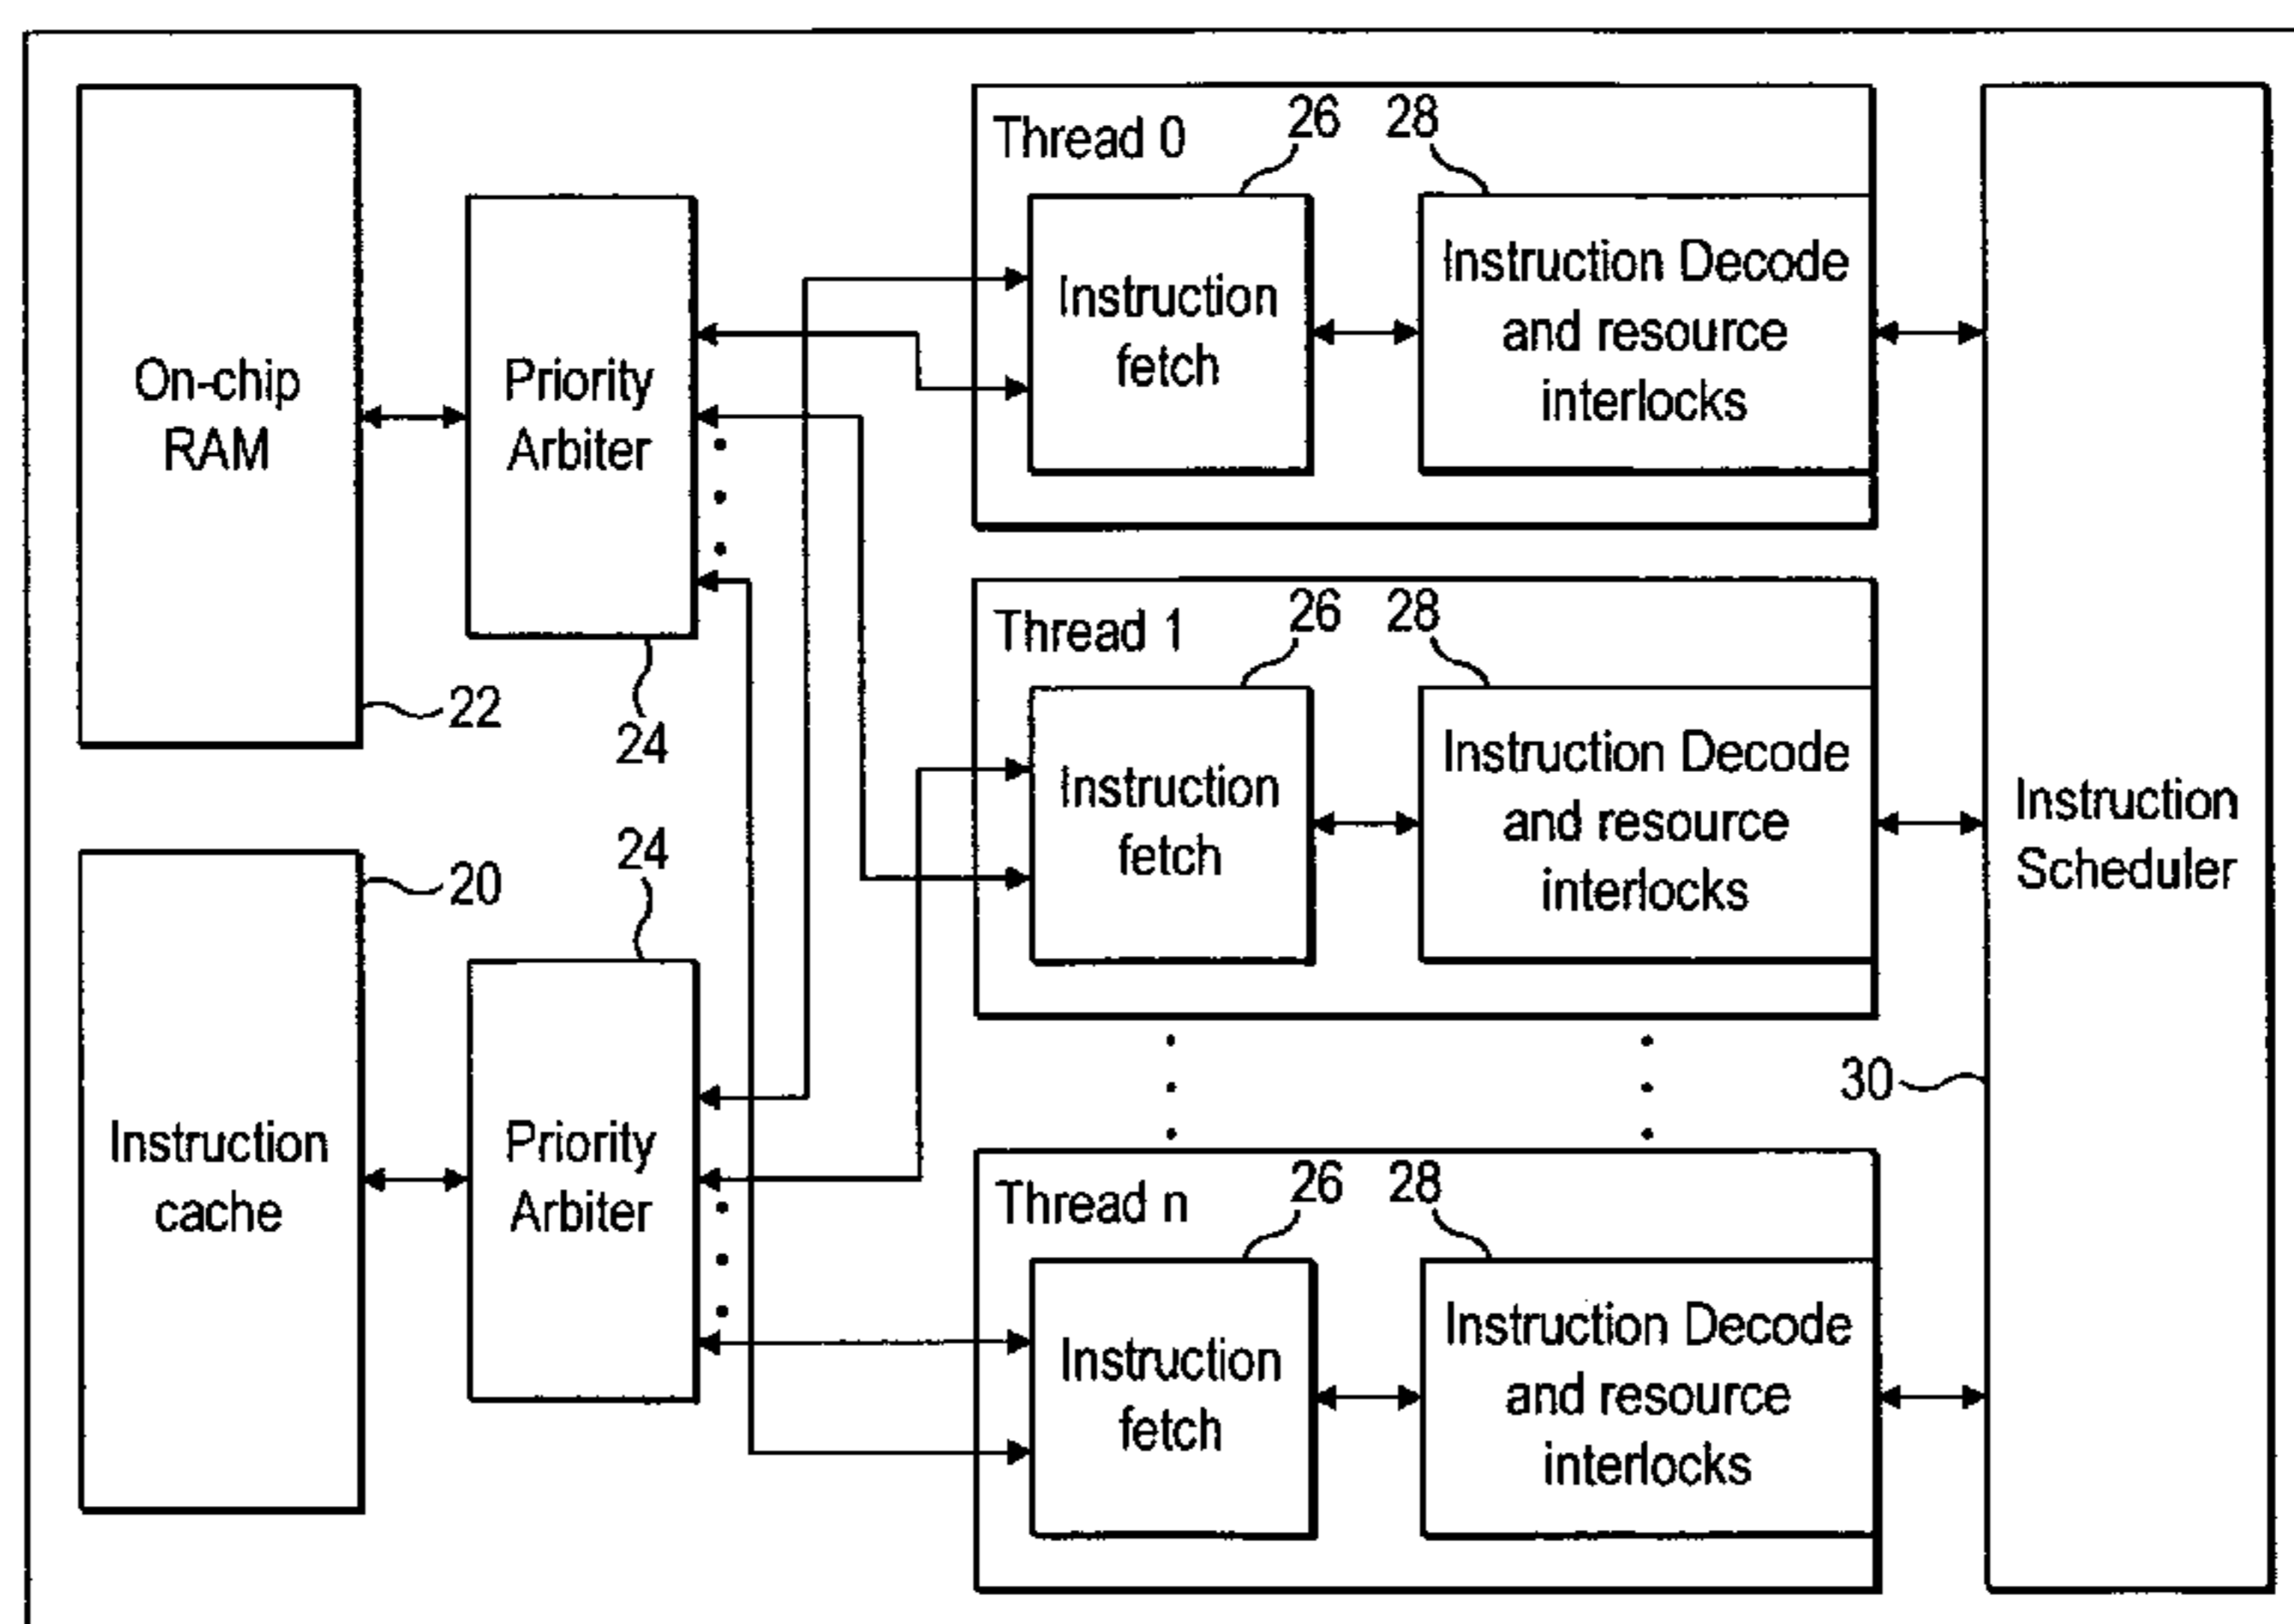 On-chip
RAM
22
Priority
Arbiter
24
Instruction
cache
20
Priority
Arbiter
24
Thread 0
26
28
Instruction
fetch
Instruction Decode
and resource
interlocks
Thread 1
26
28
Instruction
fetch
Instruction Decode
and resource
interlocks
Thread n
26
28
Instruction
fetch
Instruction Decode
and resource
interlocks
Instruction
Scheduler
30